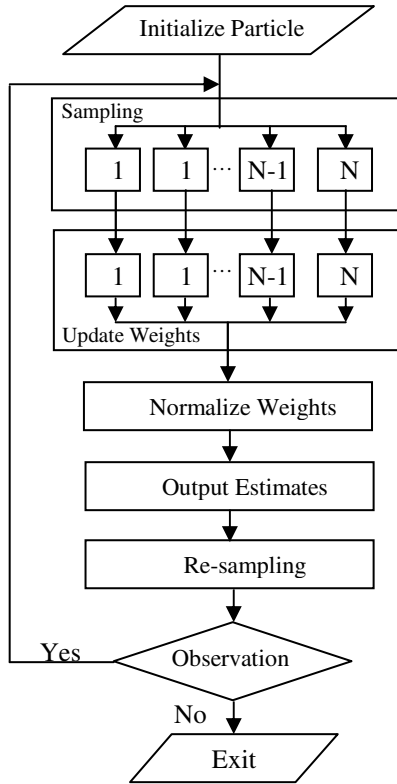 Initialize Particle
Sampling
1 1 ... N-1 N
1 1 ... N-1 N
Update Weights
Normalize Weights
Output Estimates
Re-sampling
Yes Observation
No
Exit